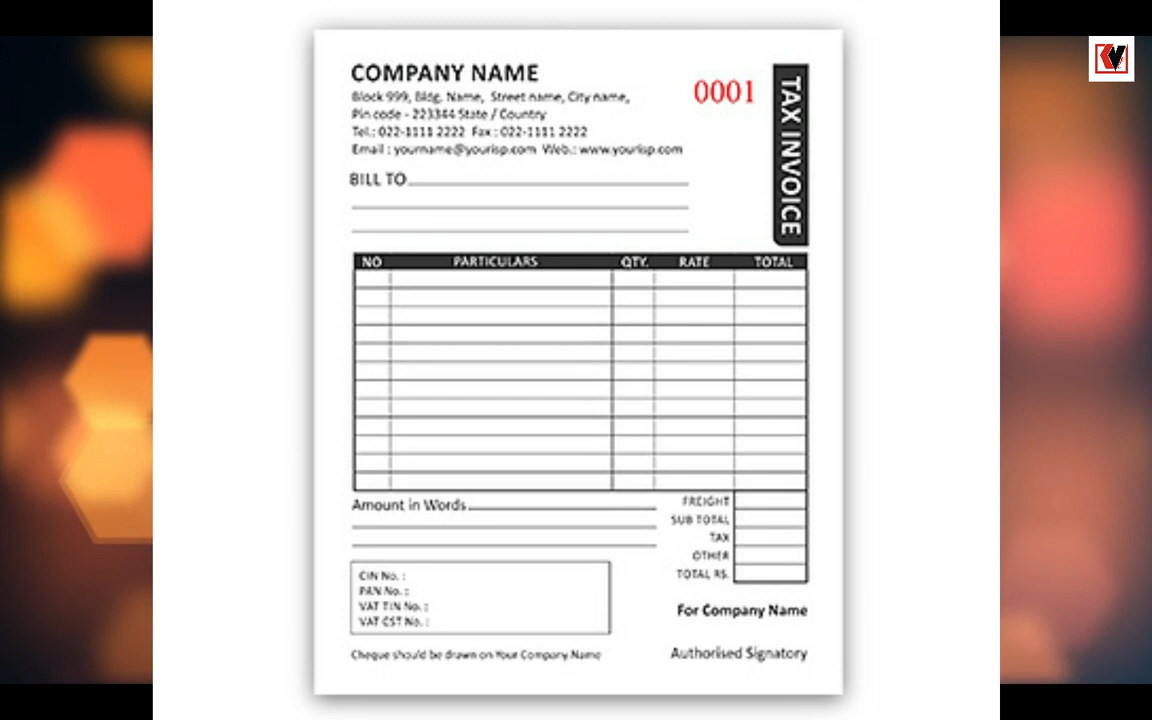 COMPANY NAME
0001
TAX INVOICE
Block 999, Bldg. Name, Street name, City name,
Pin code - 223344 State / Country
Tel.: 022-1111 2222 Fax : 022-1111 2222
Email : yourname@yourisp.com Web.: www.yourisp.com
BILL TO
NO PARTICULARS QTY. RATE TOTAL
Amount in Words
FREIGHT
SUB TOTAL
TAX
OTHER
TOTAL RS.
CIN No. :
PAN No. :
VAT TIN No. :
VAT CST No. :
For Company Name
Cheque should be drawn on Your Company Name
Authorised Signatory